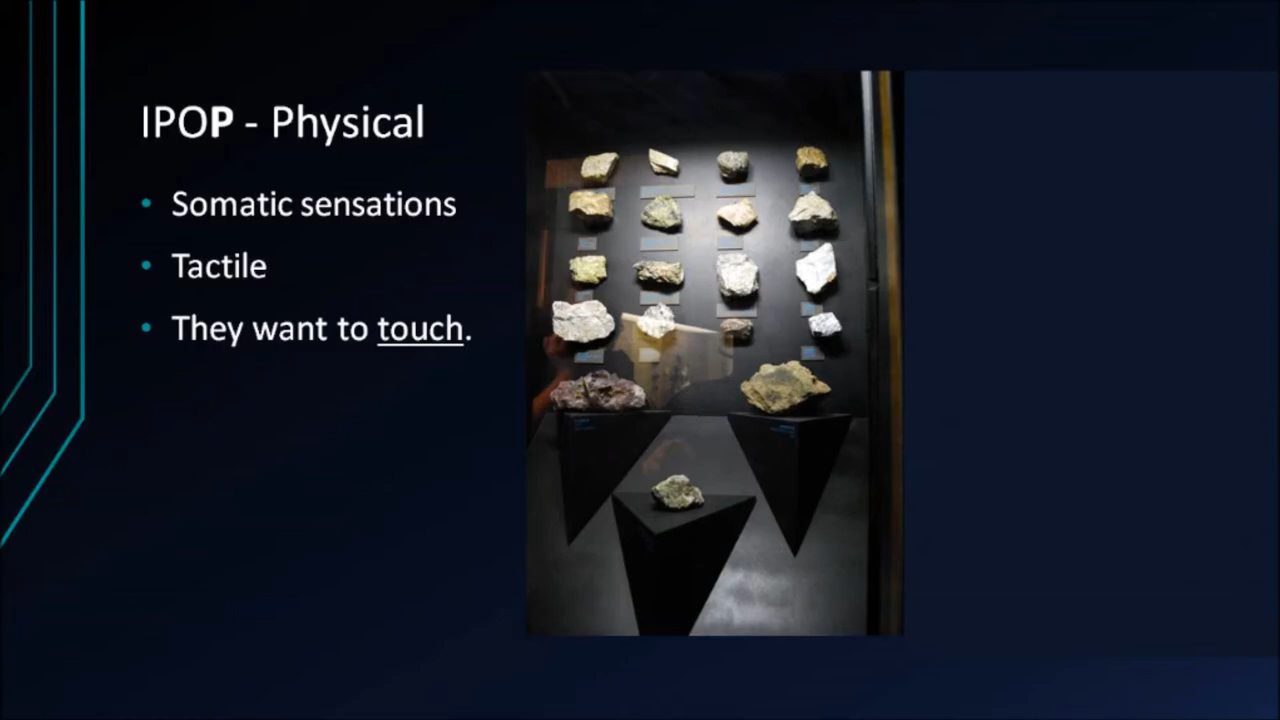 IPOP - Physical
• Somatic sensations
• Tactile
• They want to touch.